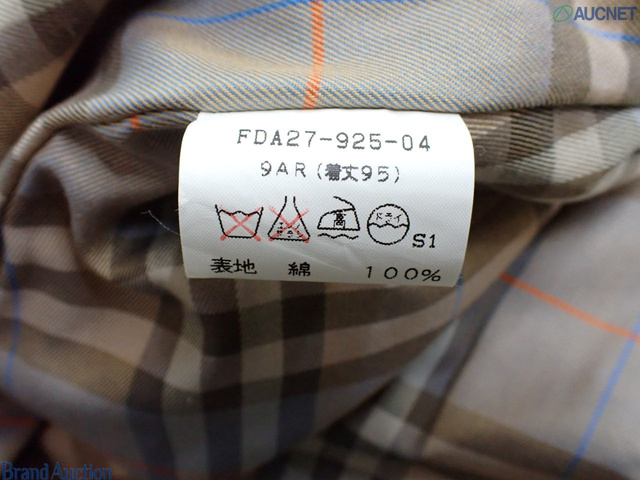 AUCNET
FDA27-925-04
9AR(着丈95)
高 ドライ
S1
表地 綿 100%
Brand Auction